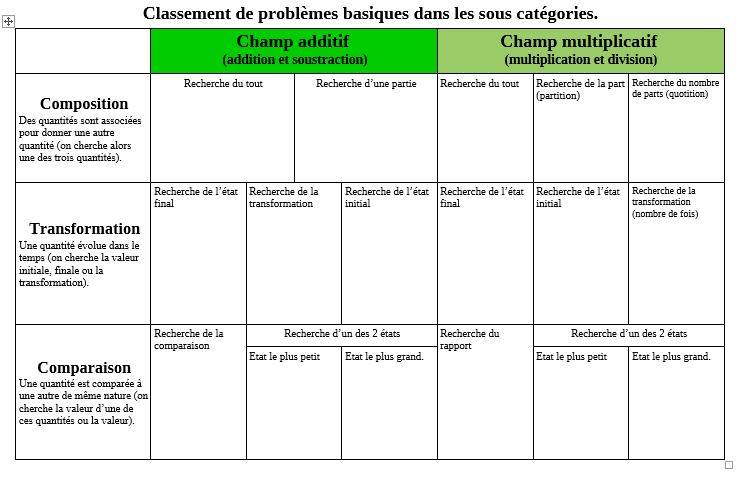 Classement de problèmes basiques dans les sous catégories.
Champ additif
(addition et soustraction)
Champ multiplicatif
(multiplication et division)
Composition
Des quantités sont associées
pour donner une autre
quantité (on cherche alors
une des trois quantités).
Recherche du tout
Recherche d’une partie
Recherche du tout
Recherche de la part
(partition)
Recherche du nombre
de parts (quotition)
Transformation
Une quantité évolue dans le
temps (on cherche la valeur
initiale, finale ou la
transformation).
Recherche de l’état
final
Recherche de la
transformation
Recherche de l’état
initial
Recherche de l’état
final
Recherche de l’état
initial
Recherche de la
transformation
(nombre de fois)
Comparaison
Une quantité est comparée à
une autre de même nature (on
cherche la valeur d’une de
ces quantités ou la valeur).
Recherche de la
comparaison
Recherche d’un des 2 états
Etat le plus petit
Etat le plus grand.
Recherche du
rapport
Recherche d’un des 2 états
Etat le plus petit
Etat le plus grand.